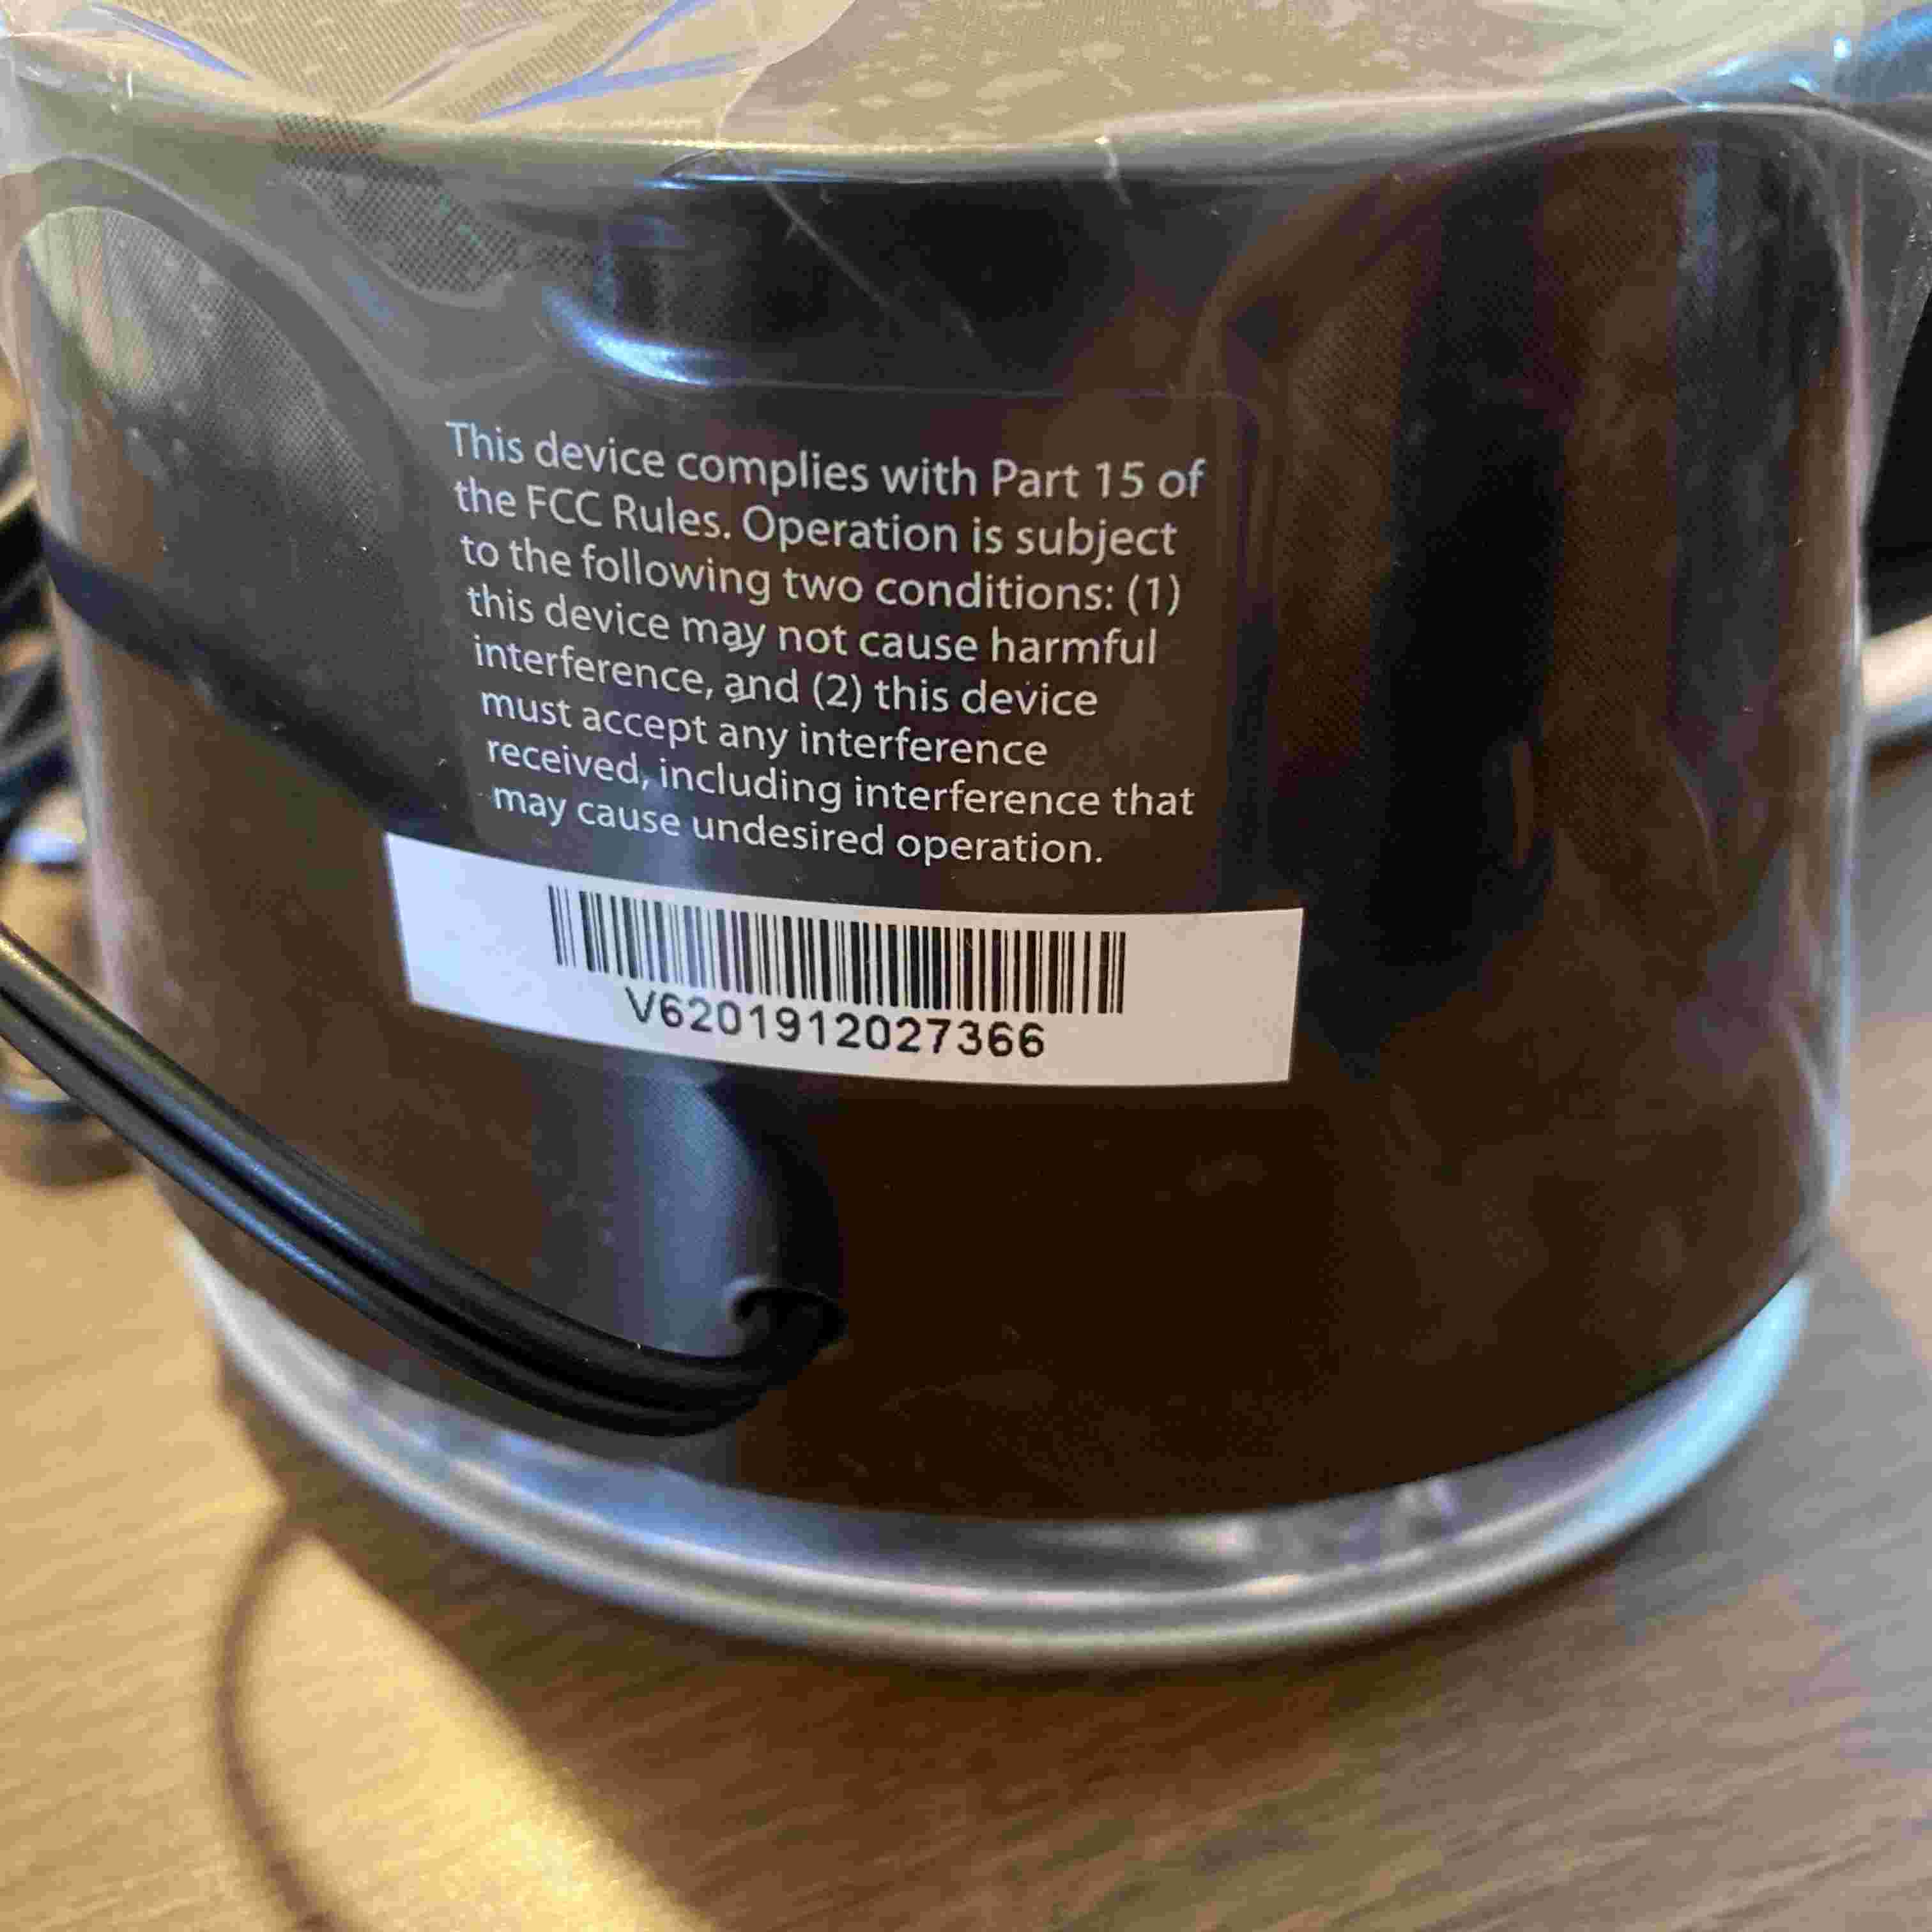 This device complies with Part 15 of
the FCC Rules. Operation is subject
to the following two conditions: (1)
this device may not cause harmful
interference, and (2) this device
must accept any interference
received, including interference that
may cause undesired operation.
V6201912027366